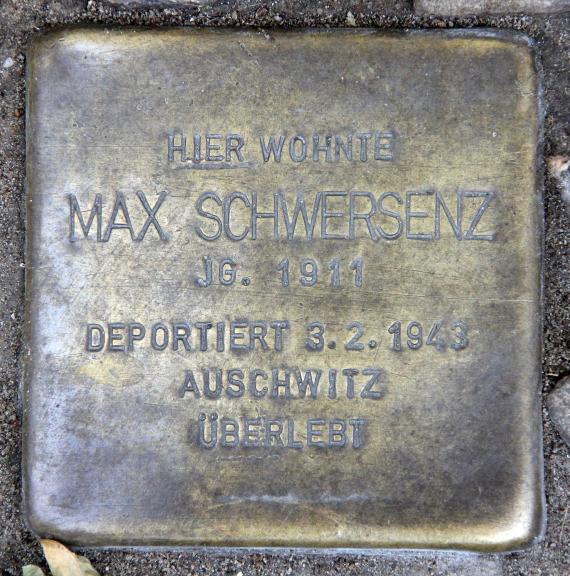 HIER WOHNTE
MAX SCHWERSENZ
JG. 1911
DEPORTIERT 3.2.1943
AUSCHWITZ
ÜBERLEBT